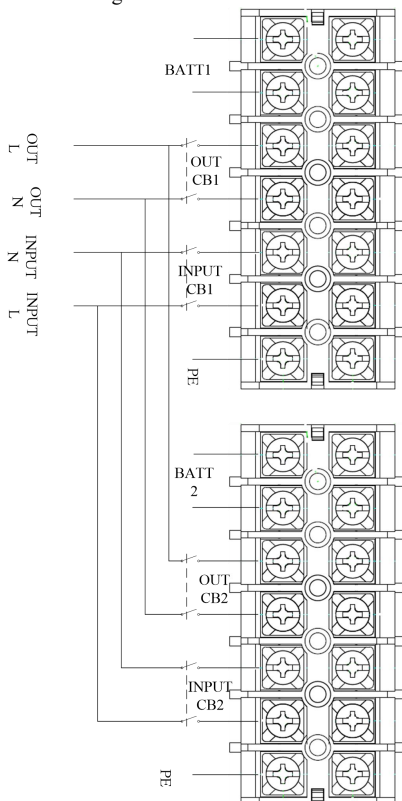 g
BATT1
OUT
L
OUT
N
INPUT
N
INPUT
L
OUT
CB1
INPUT
CB1
PE
BATT
2
OUT
CB2
INPUT
CB2
PE